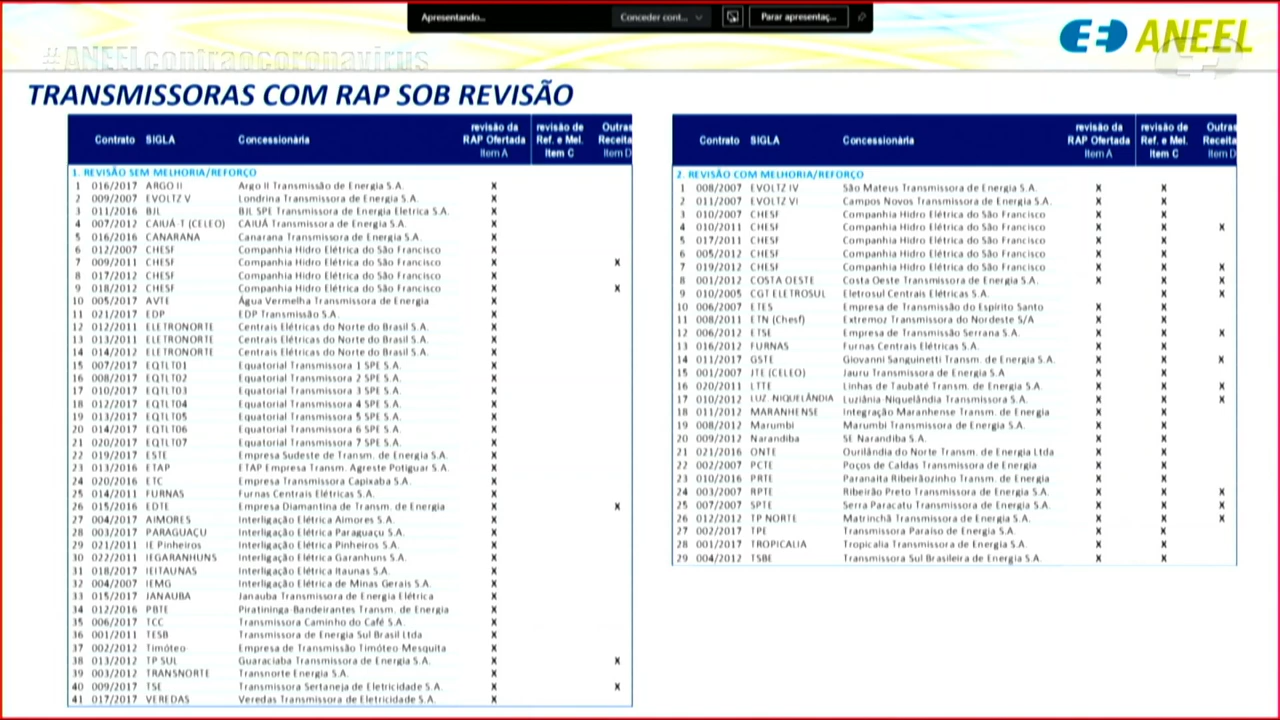 Apresentando...
Conceder cont...
Parar apresentaç...
ANEEL
#ANEELcontraocoronavirus
TRANSMISSORAS COM RAP SOB REVISÃO
Contrato SIGLA Concessionária revisão da RAP Ofertada Item A revisão de Ref. e Mel. Item C Outras Receita Item D
1. REVISÃO SEM MELHORIA/REFORÇO
1 016/2017 ARGO II Argo II Transmissão de Energia S.A. X
2 009/2007 EVOLTZ V Londrina Transmissora de Energia S.A. X
3 011/2016 BJL BJL SPE Transmissora de Energia Eletrica S.A. X
4 007/2012 CAIUÁ-T (CELEO) CAIUÁ Transmissora de Energia S.A. X
5 016/2016 CANARANA Canarana Transmissora de Energia S.A. X
6 012/2007 CHESF Companhia Hidro Elétrica do São Francisco X
7 009/2011 CHESF Companhia Hidro Elétrica do São Francisco X X
8 017/2012 CHESF Companhia Hidro Elétrica do São Francisco X
9 018/2012 CHESF Companhia Hidro Elétrica do São Francisco X X
10 005/2017 AVTE Água Vermelha Transmissora de Energia X
11 021/2017 EDP EDP Transmissão S.A. X
12 012/2011 ELETRONORTE Centrais Elétricas do Norte do Brasil S.A. X
13 013/2011 ELETRONORTE Centrais Elétricas do Norte do Brasil S.A. X
14 014/2012 ELETRONORTE Centrais Elétricas do Norte do Brasil S.A. X
15 007/2017 EQTLT01 Equatorial Transmissora 1 SPE S.A. X
16 008/2017 EQTLT02 Equatorial Transmissora 2 SPE S.A. X
17 010/2017 EQTLT03 Equatorial Transmissora 3 SPE S.A. X
18 012/2017 EQTLT04 Equatorial Transmissora 4 SPE S.A. X
19 013/2017 EQTLT05 Equatorial Transmissora 5 SPE S.A. X
20 014/2017 EQTLT06 Equatorial Transmissora 6 SPE S.A. X
21 020/2017 EQTLT07 Equatorial Transmissora 7 SPE S.A. X
22 019/2017 ESTE Empresa Sudeste de Transm. de Energia S.A. X
23 013/2016 ETAP ETAP Empresa Transm. Agreste Potiguar S.A. X
24 020/2016 ETC Empresa Transmissora Capixaba S.A. X
25 014/2011 FURNAS Furnas Centrais Elétricas S.A. X
26 015/2016 EDTE Empresa Diamantina de Transm. de Energia X X
27 004/2017 AIMORES Interligação Elétrica Aimores S.A. X
28 003/2017 PARAGUAÇU Interligação Elétrica Paraguaçu S.A. X
29 021/2011 IE Pinheiros Interligação Elétrica Pinheiros S.A. X
30 022/2011 IEGARANHUNS Interligação Elétrica Garanhuns S.A. X
31 018/2017 IEITAUNAS Interligação Elétrica Itaunas S.A. X
32 004/2007 IEMG Interligação Elétrica de Minas Gerais S.A. X
33 015/2017 JANAUBA Janauba Transmissora de Energia Elétrica X
34 012/2016 PBTE Piratininga-Bandeirantes Transm. de Energia X
35 006/2017 TCC Transmissora Caminho do Café S.A. X
36 001/2011 TESB Transmissora de Energia Sul Brasil Ltda X
37 002/2012 Timóteo Empresa de Transmissão Timóteo Mesquita X
38 013/2012 TP SUL Guaraciaba Transmissora de Energia S.A. X X
39 003/2012 TRANSNORTE Transnorte Energia S.A. X
40 009/2017 TSE Transmissora Sertaneja de Eletricidade S.A. X X
41 017/2017 VEREDAS Veredas Transmissora de Eletricidade S.A. X
Contrato SIGLA Concessionária revisão da RAP Ofertada Item A revisão de Ref. e Mel. Item C Outras Receita Item D
2. REVISÃO COM MELHORIA/REFORÇO
1 008/2007 EVOLTZ IV São Mateus Transmissora de Energia S.A. X X
2 011/2007 EVOLTZ VI Campos Novos Transmissora de Energia S.A. X X
3 010/2007 CHESF Companhia Hidro Elétrica do São Francisco X X
4 010/2011 CHESF Companhia Hidro Elétrica do São Francisco X X X
5 017/2011 CHESF Companhia Hidro Elétrica do São Francisco X X
6 005/2012 CHESF Companhia Hidro Elétrica do São Francisco X X
7 019/2012 CHESF Companhia Hidro Elétrica do São Francisco X X X
8 001/2012 COSTA OESTE Costa Oeste Transmissora de Energia S.A. X X X
9 010/2005 CGT ELETROSUL Eletrosul Centrais Elétricas S.A. X X
10 006/2007 ETES Empresa de Transmissão do Espírito Santo X X
11 008/2011 ETN (Chesf) Extremoz Transmissora do Nordeste S/A X X
12 006/2012 ETSE Empresa de Transmissão Serrana S.A. X X X
13 016/2012 FURNAS Furnas Centrais Elétricas S.A. X X
14 011/2017 GSTE Giovanni Sanguinetti Transm. de Energia S.A. X X X
15 001/2007 JTE (CELEO) Jauru Transmissora de Energia S.A X X
16 020/2011 LTTE Linhas de Taubaté Transm. de Energia S.A. X X X
17 010/2012 LUZ. NIQUELÂNDIA Luziânia-Niquelândia Transmissora S.A. X X X
18 011/2012 MARANHENSE Integração Maranhense Transm. de Energia X X
19 008/2012 Marumbi Marumbi Transmissora de Energia S.A. X X
20 009/2012 Narandiba SE Narandiba S.A. X X
21 021/2016 ONTE Ourilândia do Norte Transm. de Energia Ltda X X
22 002/2007 PCTE Poços de Caldas Transmissora de Energia X X
23 010/2016 PRTE Paranaita Ribeirãozinho Transm. de Energia X X
24 003/2007 RPTE Ribeirão Preto Transmissora de Energia S.A. X X X
25 007/2007 SPTE Serra Paracatu Transmissora de Energia S.A. X X X
26 012/2012 TP NORTE Matrinchã Transmissora de Energia S.A. X X X
27 002/2017 TPE Transmissora Paraíso de Energia S.A. X X
28 001/2017 TROPICALIA Tropicalia Transmissora de Energia S.A. X X
29 004/2012 TSBE Transmissora Sul Brasileira de Energia S.A. X X